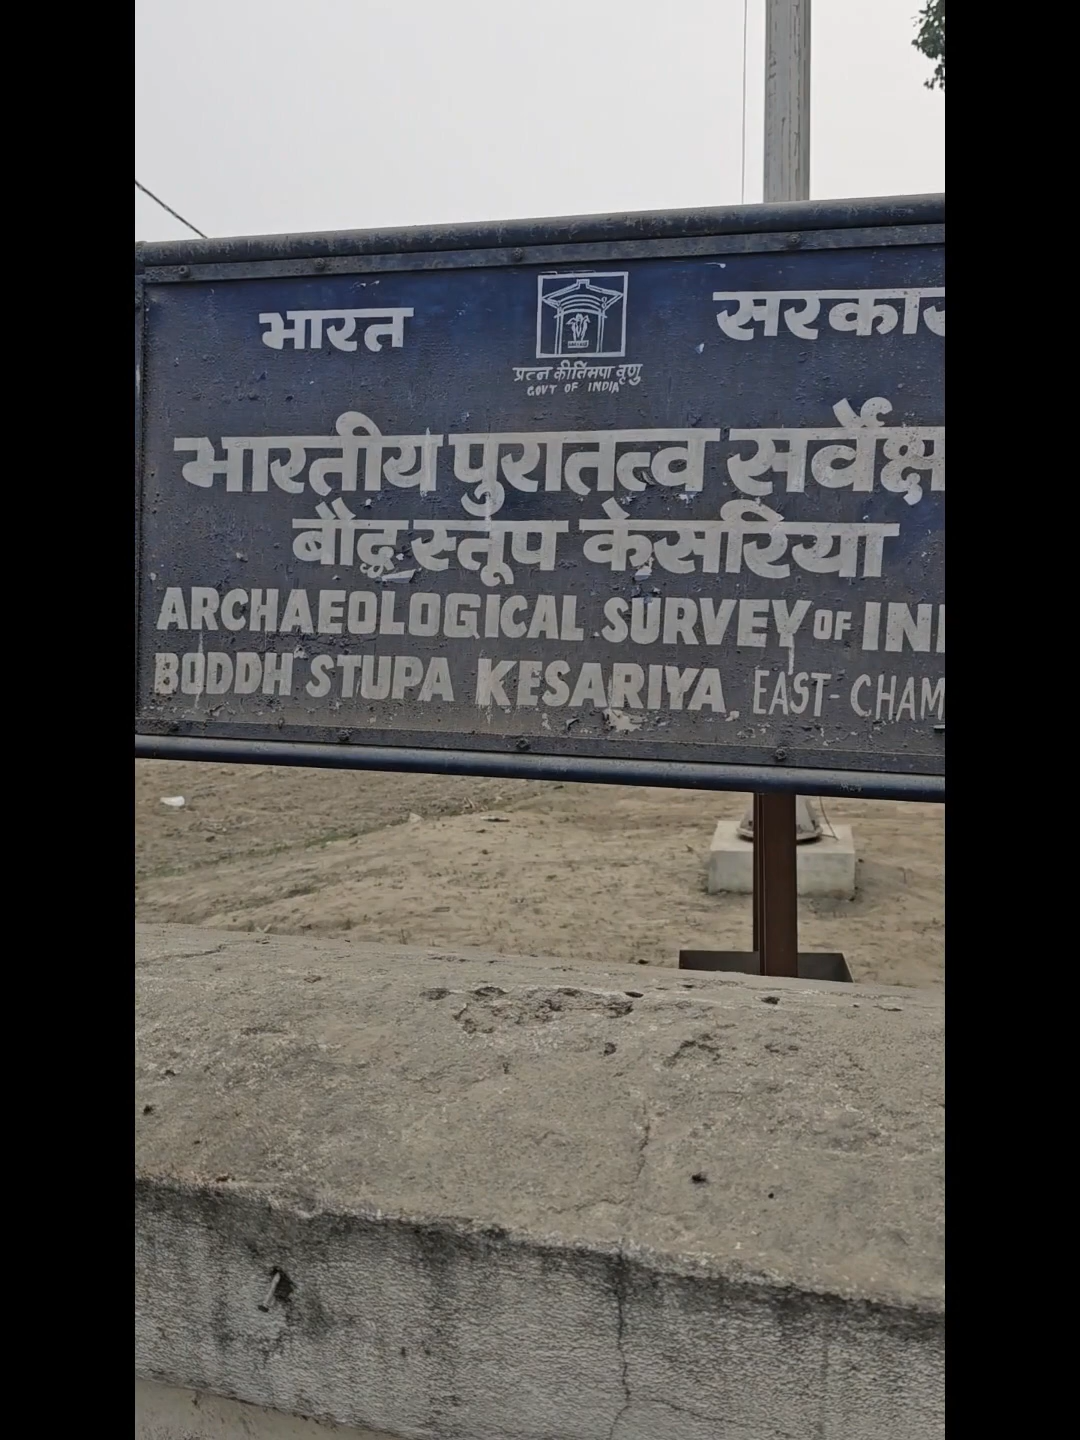 भारत सरकार
प्रत्न कीर्तिमपा वृणु
GOVT OF INDIA
भारतीय पुरातत्व सर्वेक्ष
बौद्ध स्तूप केसरिया
ARCHAEOLOGICAL SURVEY OF IN
BODDH STUPA KESARIYA, EAST-CHAM